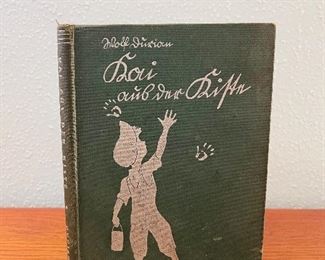 Wolf Durian
Kai
aus der Kiste